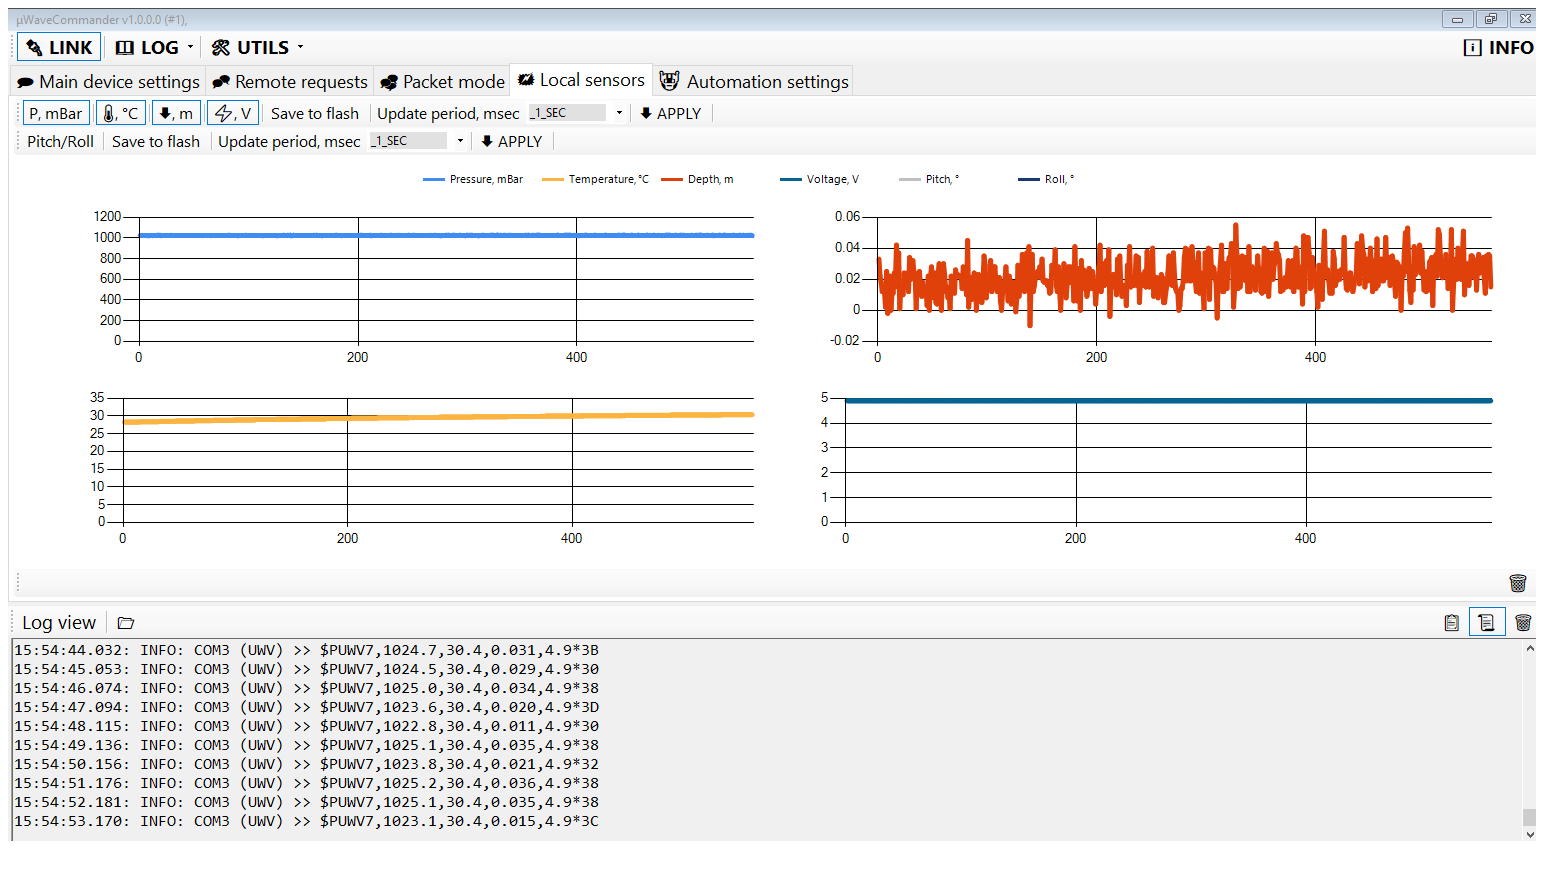 µWaveCommander v1.0.0.0 (#1),
LINK LOG UTILS INFO
Main device settings Remote requests Packet mode Local sensors Automation settings
P, mBar , °C , m , V Save to flash Update period, msec _1_SEC APPLY
Pitch/Roll Save to flash Update period, msec _1_SEC APPLY
Pressure, mBar Temperature, °C Depth, m Voltage, V Pitch, ° Roll, °
1200
1000
800
600
400
200
0
0 200 400
0.06
0.04
0.02
0
-0.02
0 200 400
35
30
25
20
15
10
5
0
0 200 400
5
4
3
2
1
0
0 200 400
Log view
15:54:44.032: INFO: COM3 (UWV) >> $PUWV7,1024.7,30.4,0.031,4.9*3B
15:54:45.053: INFO: COM3 (UWV) >> $PUWV7,1024.5,30.4,0.029,4.9*30
15:54:46.074: INFO: COM3 (UWV) >> $PUWV7,1025.0,30.4,0.034,4.9*38
15:54:47.094: INFO: COM3 (UWV) >> $PUWV7,1023.6,30.4,0.020,4.9*3D
15:54:48.115: INFO: COM3 (UWV) >> $PUWV7,1022.8,30.4,0.011,4.9*30
15:54:49.136: INFO: COM3 (UWV) >> $PUWV7,1025.1,30.4,0.035,4.9*38
15:54:50.156: INFO: COM3 (UWV) >> $PUWV7,1023.8,30.4,0.021,4.9*32
15:54:51.176: INFO: COM3 (UWV) >> $PUWV7,1025.2,30.4,0.036,4.9*38
15:54:52.181: INFO: COM3 (UWV) >> $PUWV7,1025.1,30.4,0.035,4.9*38
15:54:53.170: INFO: COM3 (UWV) >> $PUWV7,1023.1,30.4,0.015,4.9*3C